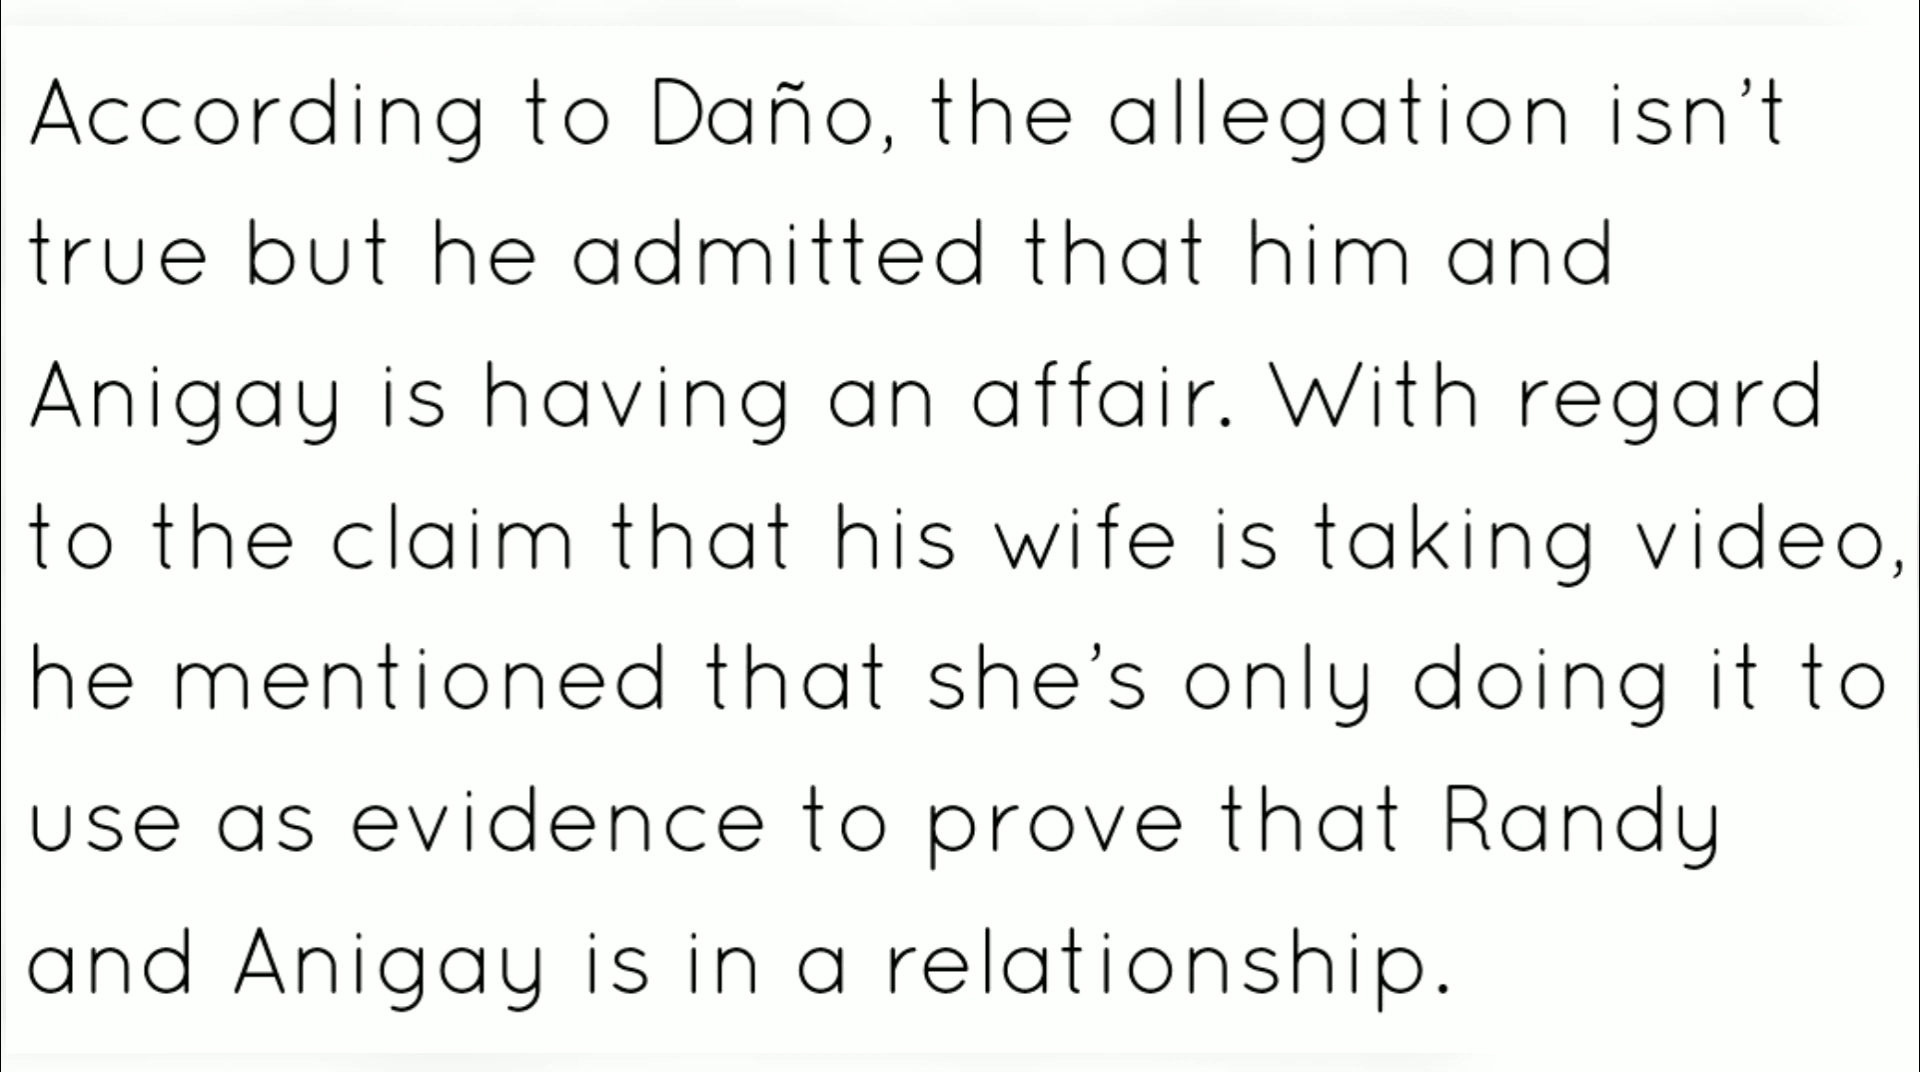 According to Daño, the allegation isn’t
true but he admitted that him and
Anigay is having an affair. With regard
to the claim that his wife is taking video,
he mentioned that she’s only doing it to
use as evidence to prove that Randy
and Anigay is in a relationship.